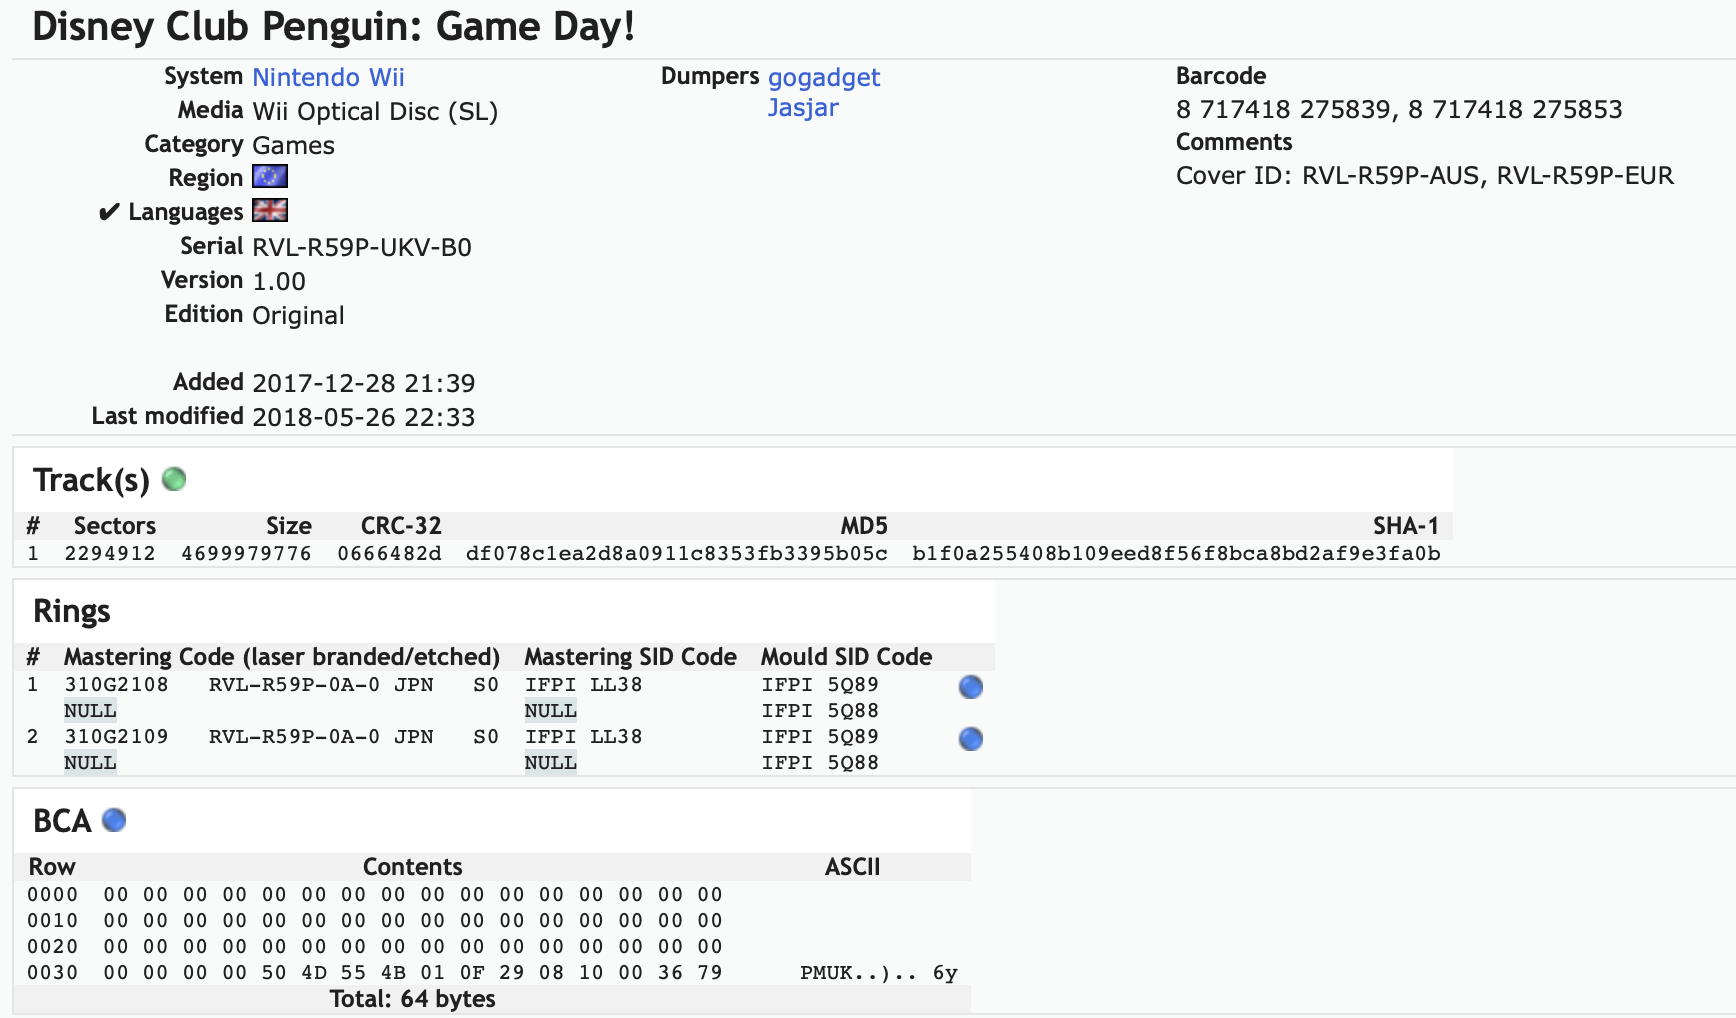 Disney Club Penguin: Game Day!
System Nintendo Wii
Media Wii Optical Disc (SL)
Category Games
Region
✔ Languages
Serial RVL-R59P-UKV-B0
Version 1.00
Edition Original
Added 2017-12-28 21:39
Last modified 2018-05-26 22:33
Dumpers gogadget
Jasjar
Barcode
8 717418 275839, 8 717418 275853
Comments
Cover ID: RVL-R59P-AUS, RVL-R59P-EUR
Track(s)
# Sectors Size CRC-32 MD5 SHA-1
1 2294912 4699979776 0666482d df078c1ea2d8a0911c8353fb3395b05c b1f0a255408b109eed8f56f8bca8bd2af9e3fa0b
Rings
# Mastering Code (laser branded/etched) Mastering SID Code Mould SID Code
1 310G2108 RVL-R59P-0A-0 JPN S0 IFPI LL38 IFPI 5Q89
NULL NULL IFPI 5Q88
2 310G2109 RVL-R59P-0A-0 JPN S0 IFPI LL38 IFPI 5Q89
NULL NULL IFPI 5Q88
BCA
Row Contents ASCII
0000 00 00 00 00 00 00 00 00 00 00 00 00 00 00 00 00
0010 00 00 00 00 00 00 00 00 00 00 00 00 00 00 00 00
0020 00 00 00 00 00 00 00 00 00 00 00 00 00 00 00 00
0030 00 00 00 00 50 4D 55 4B 01 0F 29 08 10 00 36 79 PMUK..).. 6y
Total: 64 bytes